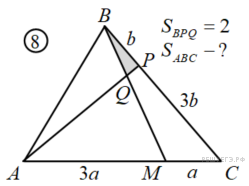 B
8
b
S_{BPQ} = 2
S_{ABC} – ?
P
Q
3b
A
3a
M
a
C